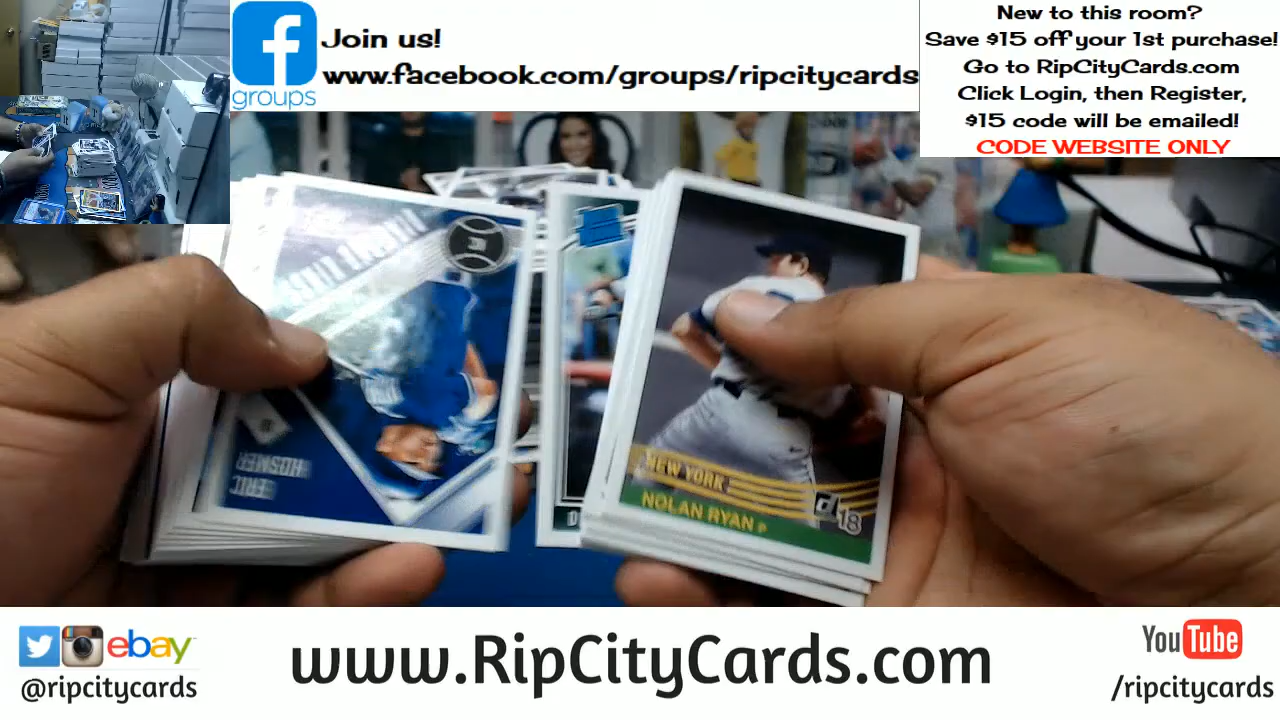 f
groups
Join us!
www.facebook.com/groups/ripcitycards
New to this room?
Save $15 off your 1st purchase!
Go to RipCityCards.com
Click Login, then Register,
$15 code will be emailed!
CODE WEBSITE ONLY
ERIC
HOSMER
NEW YORK
NOLAN RYAN P
D 18
ebay
@ripcitycards
www.RipCityCards.com
YouTube
/ripcitycards